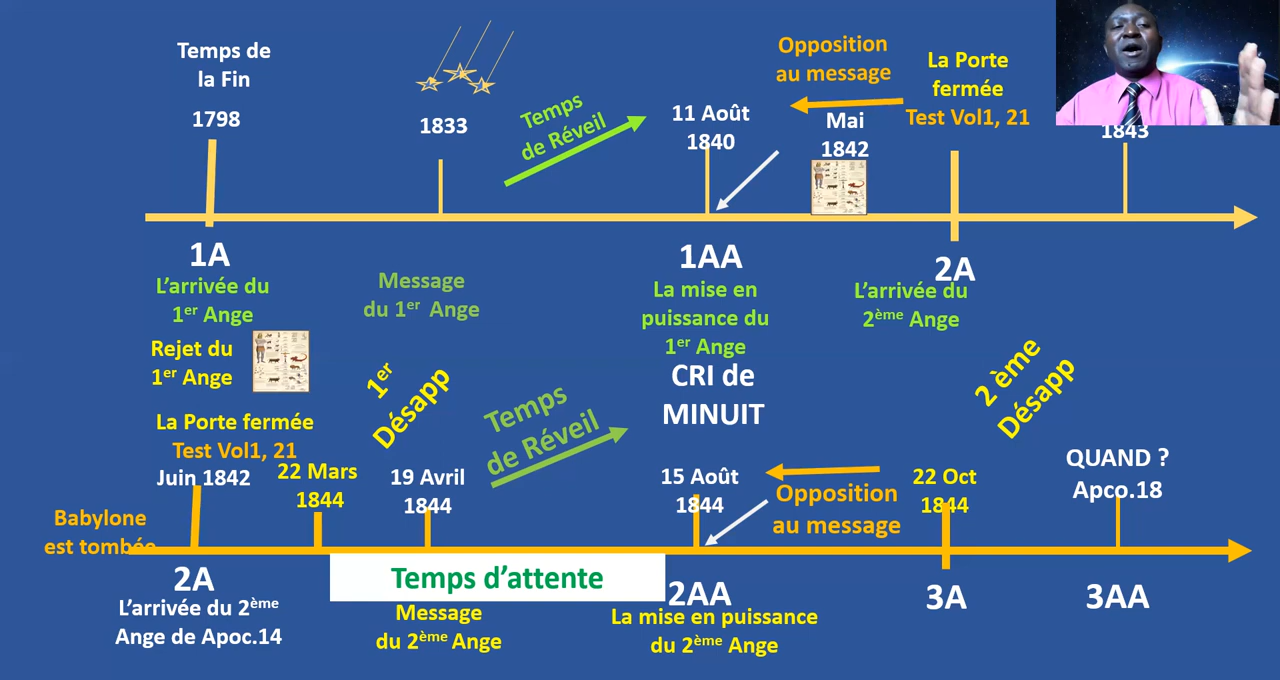 Temps de
la Fin
1798
1833
Temps
de Réveil
11 Août
1840
Opposition
au message
Mai
1842
La Porte
fermée
Test Vol1, 21
1843
1A
L'arrivée du
1er Ange
Rejet du
1er Ange
Message
du 1er Ange
1AA
La mise en
puissance du
1er Ange
2A
L'arrivée du
2ème Ange
La Porte fermée
Test Vol1, 21
Juin 1842
22 Mars
1844
1er
Désapp
19 Avril
1844
Temps
de Réveil
CRI de
MINUIT
15 Août
1844
Opposition
au message
2 ème
Désapp
22 Oct
1844
QUAND ?
Apco.18
Babylone
est tombée
2A
L'arrivée du 2ème
Ange de Apoc.14
Temps d'attente
Message
du 2ème Ange
2AA
La mise en puissance
du 2ème Ange
3A
3AA